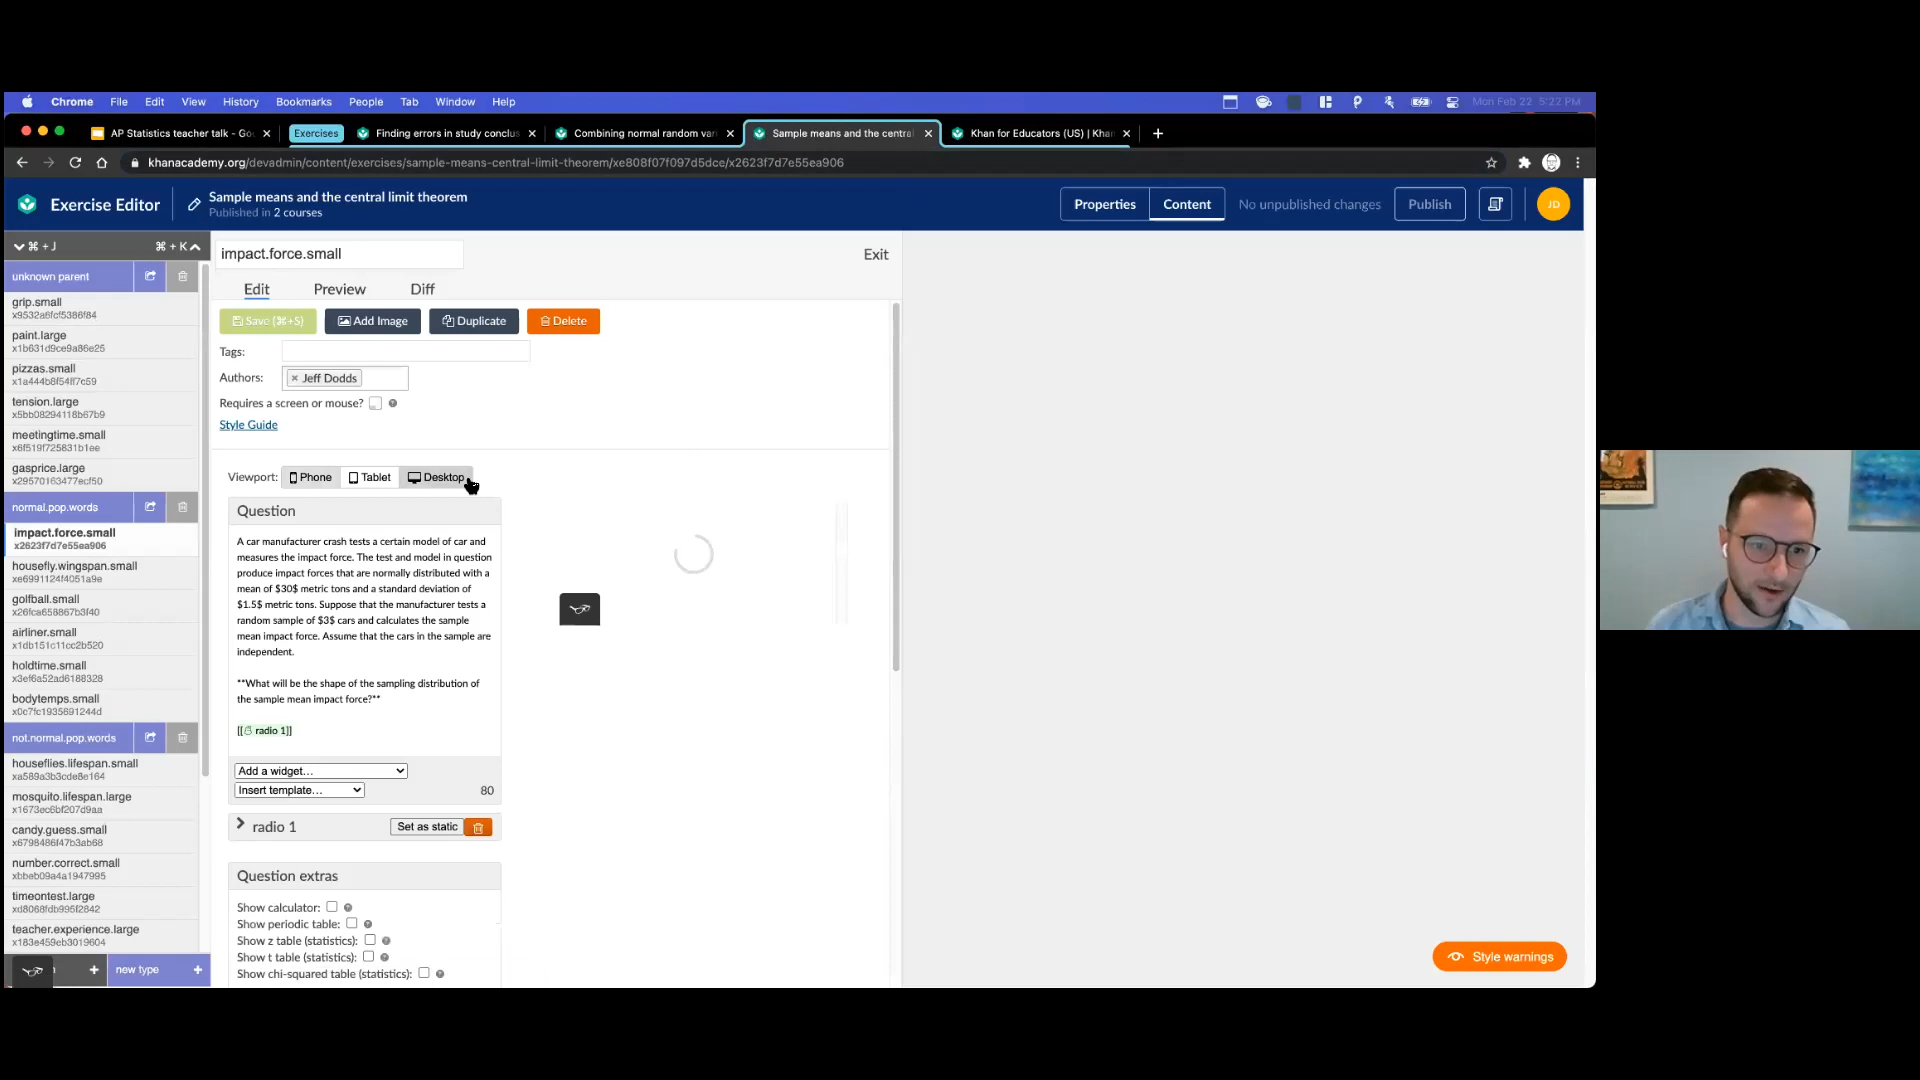 Chrome File Edit View History Bookmarks People Tab Window Help Mon Feb 22 5:22 PM
AP Statistics teacher talk - Go Exercises Finding errors in study conclus Combining normal random var Sample means and the central Khan for Educators (US) | Khan
khanacademy.org/devadmin/content/exercises/sample-means-central-limit-theorem/xe808f07f097d5dce/x2623f7d7e55ea906
Exercise Editor
Sample means and the central limit theorem
Published in 2 courses
Properties Content No unpublished changes Publish JD
⌘ + J ⌘ + K
unknown parent
grip.small
x9532a6fcf5386f84
paint.large
x1b631d9ce9a86e25
pizzas.small
x1a444b8f54ff7c59
tension.large
x5bb08294118b67b9
meetingtime.small
x6f519f725831b1ee
gasprice.large
x29570163477ecf50
normal.pop.words
impact.force.small
x2623f7d7e55ea906
housefly.wingspan.small
xe6991124f4051a9e
golfball.small
x26fca658867b3f40
airliner.small
x1db151c11cc2b520
holdtime.small
x3ef6a52ad6188328
bodytemps.small
x0c7fc1935691244d
not.normal.pop.words
houseflies.lifespan.small
xa589a3b3cde8e164
mosquito.lifespan.large
x1673ec6bf207d9aa
candy.guess.small
x6798486f47b3ab68
number.correct.small
xbbeb09a4a1947995
timeontest.large
xd8068fdb995f2842
teacher.experience.large
x183e459eb3019604
new type
impact.force.small
Exit
Edit Preview Diff
Save (⌘+S) Add Image Duplicate Delete
Tags:
Authors: × Jeff Dodds
Requires a screen or mouse?
Style Guide
Viewport: Phone Tablet Desktop
Question
A car manufacturer crash tests a certain model of car and
measures the impact force. The test and model in question
produce impact forces that are normally distributed with a
mean of $30$ metric tons and a standard deviation of
$1.5$ metric tons. Suppose that the manufacturer tests a
random sample of $3$ cars and calculates the sample
mean impact force. Assume that the cars in the sample are
independent.
**What will be the shape of the sampling distribution of
the sample mean impact force?**
[[ radio 1]]
Add a widget...
Insert template... 80
radio 1 Set as static
Question extras
Show calculator:
Show periodic table:
Show z table (statistics):
Show t table (statistics):
Show chi-squared table (statistics):
Style warnings